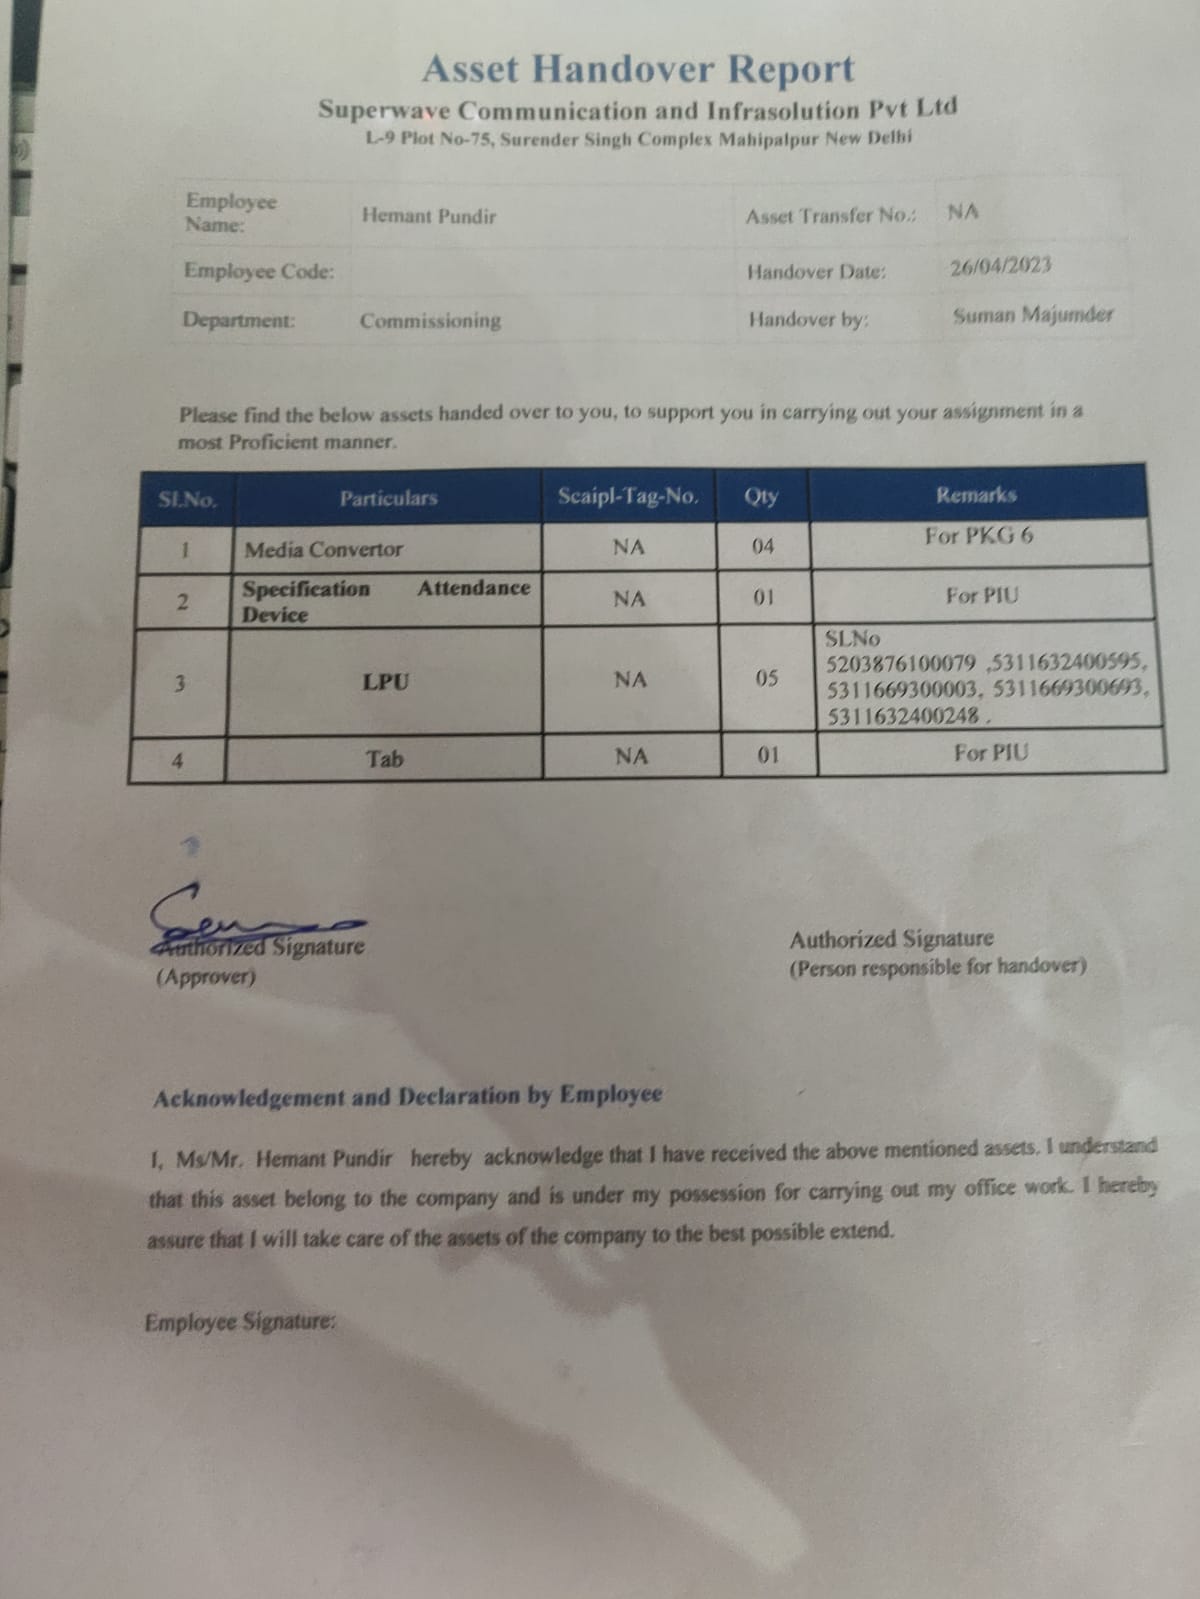 Asset Handover Report
Superwave Communication and Infrasolution Pvt Ltd
L-9 Plot No-75, Surender Singh Complex Mahipalpur New Delhi
Employee Name: Hemant Pundir Asset Transfer No.: NA
Employee Code: Handover Date: 26/04/2023
Department: Commissioning Handover by: Suman Majumder
Please find the below assets handed over to you, to support you in carrying out your assignment in a
most Proficient manner.
Sl.No. Particulars Scaipl-Tag-No. Qty Remarks
1 Media Convertor NA 04 For PKG 6
2 Specification Attendance Device NA 01 For PIU
3 LPU NA 05 SLNo
5203876100079 ,5311632400595,
5311669300003, 5311669300693,
5311632400248 .
4 Tab NA 01 For PIU
Authorized Signature
(Approver)
Authorized Signature
(Person responsible for handover)
Acknowledgement and Declaration by Employee
I, Ms/Mr. Hemant Pundir hereby acknowledge that I have received the above mentioned assets. I understand
that this asset belong to the company and is under my possession for carrying out my office work. I hereby
assure that I will take care of the assets of the company to the best possible extend.
Employee Signature: